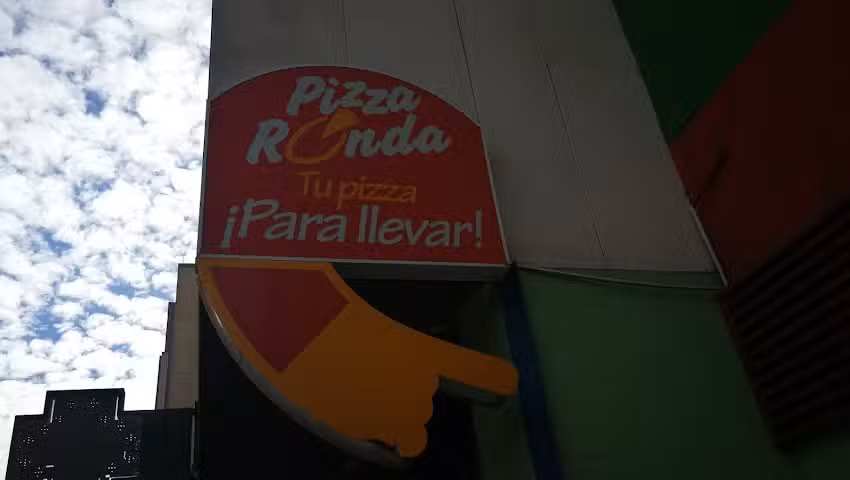 Pizza
Ronda
Tu pizza
¡Para llevar!